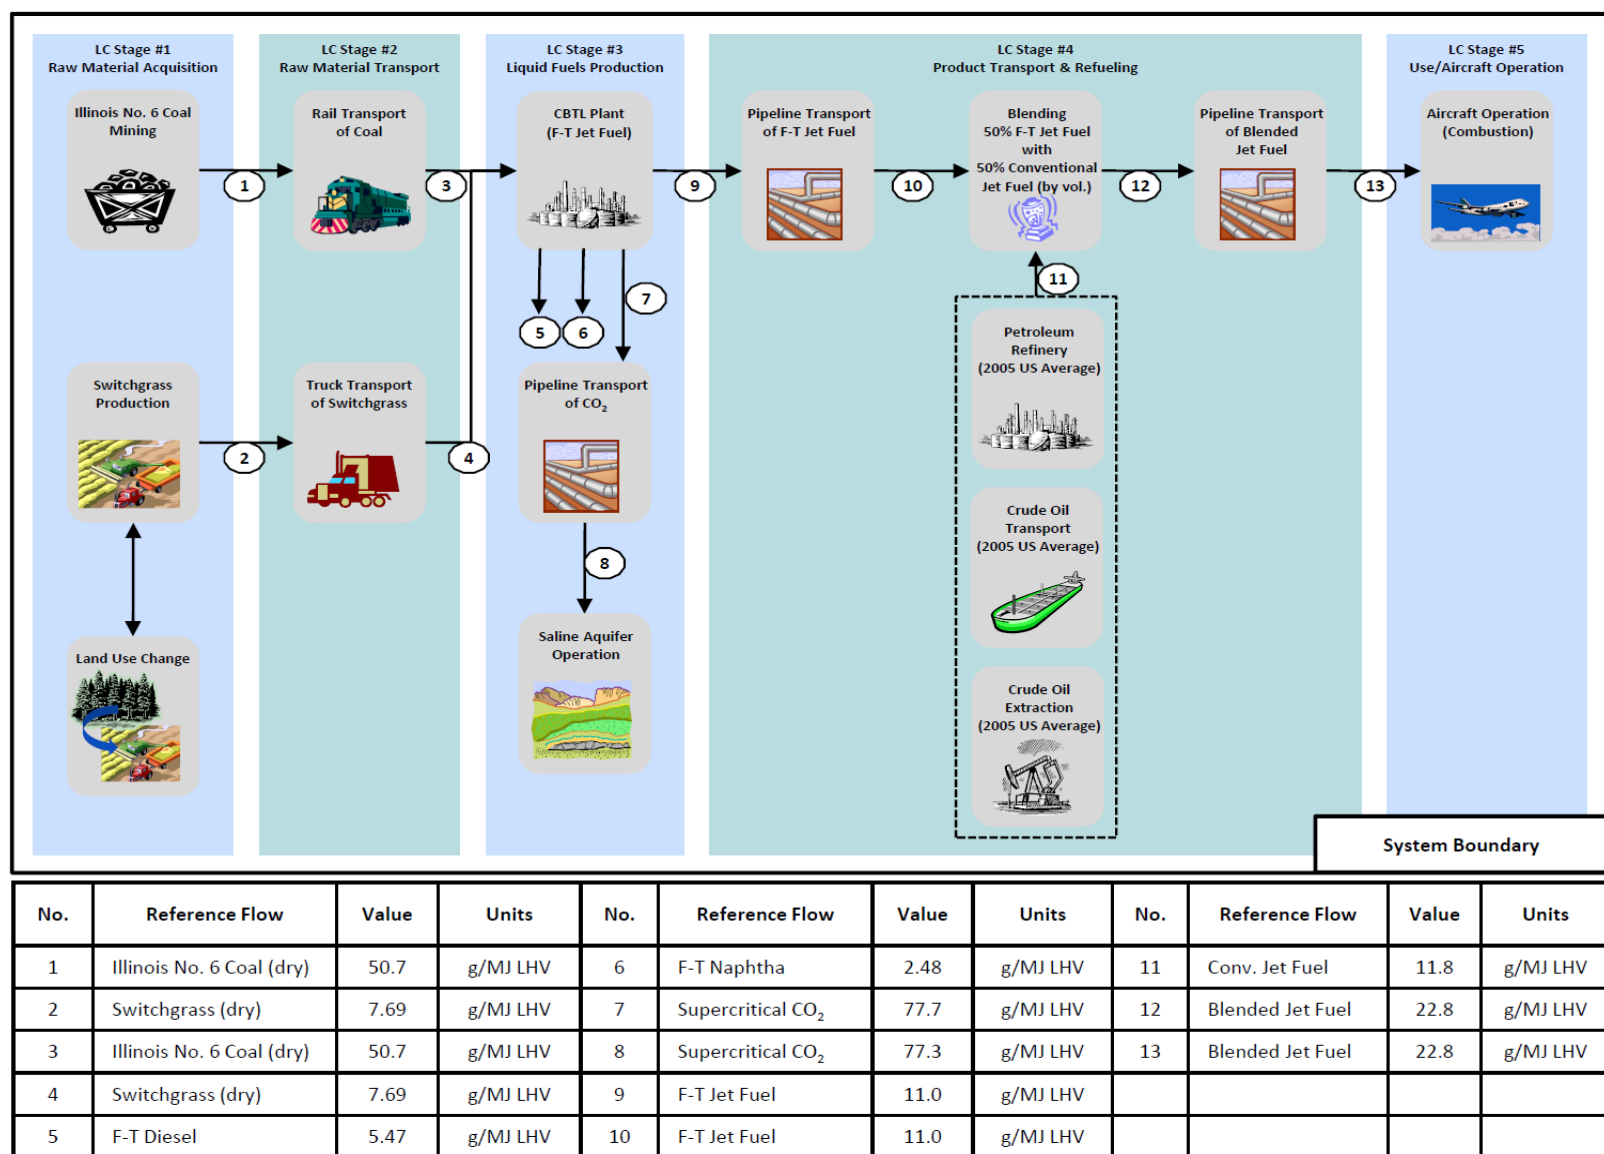 LC Stage #1
Raw Material Acquisition
LC Stage #2
Raw Material Transport
LC Stage #3
Liquid Fuels Production
LC Stage #4
Product Transport & Refueling
LC Stage #5
Use/Aircraft Operation
Illinois No. 6 Coal
Mining
Rail Transport
of Coal
CBTL Plant
(F-T Jet Fuel)
Pipeline Transport
of F-T Jet Fuel
Blending
50% F-T Jet Fuel
with
50% Conventional
Jet Fuel (by vol.)
Pipeline Transport
of Blended
Jet Fuel
Aircraft Operation
(Combustion)
1
3
9
10
12
13
11
7
5
6
Switchgrass
Production
Truck Transport
of Switchgrass
Pipeline Transport
of CO₂
Petroleum
Refinery
(2005 US Average)
2
4
8
Crude Oil
Transport
(2005 US Average)
Land Use Change
Saline Aquifer
Operation
Crude Oil
Extraction
(2005 US Average)
System Boundary
No. Reference Flow Value Units No. Reference Flow Value Units No. Reference Flow Value Units
1 Illinois No. 6 Coal (dry) 50.7 g/MJ LHV 6 F-T Naphtha 2.48 g/MJ LHV 11 Conv. Jet Fuel 11.8 g/MJ LHV
2 Switchgrass (dry) 7.69 g/MJ LHV 7 Supercritical CO₂ 77.7 g/MJ LHV 12 Blended Jet Fuel 22.8 g/MJ LHV
3 Illinois No. 6 Coal (dry) 50.7 g/MJ LHV 8 Supercritical CO₂ 77.3 g/MJ LHV 13 Blended Jet Fuel 22.8 g/MJ LHV
4 Switchgrass (dry) 7.69 g/MJ LHV 9 F-T Jet Fuel 11.0 g/MJ LHV
5 F-T Diesel 5.47 g/MJ LHV 10 F-T Jet Fuel 11.0 g/MJ LHV